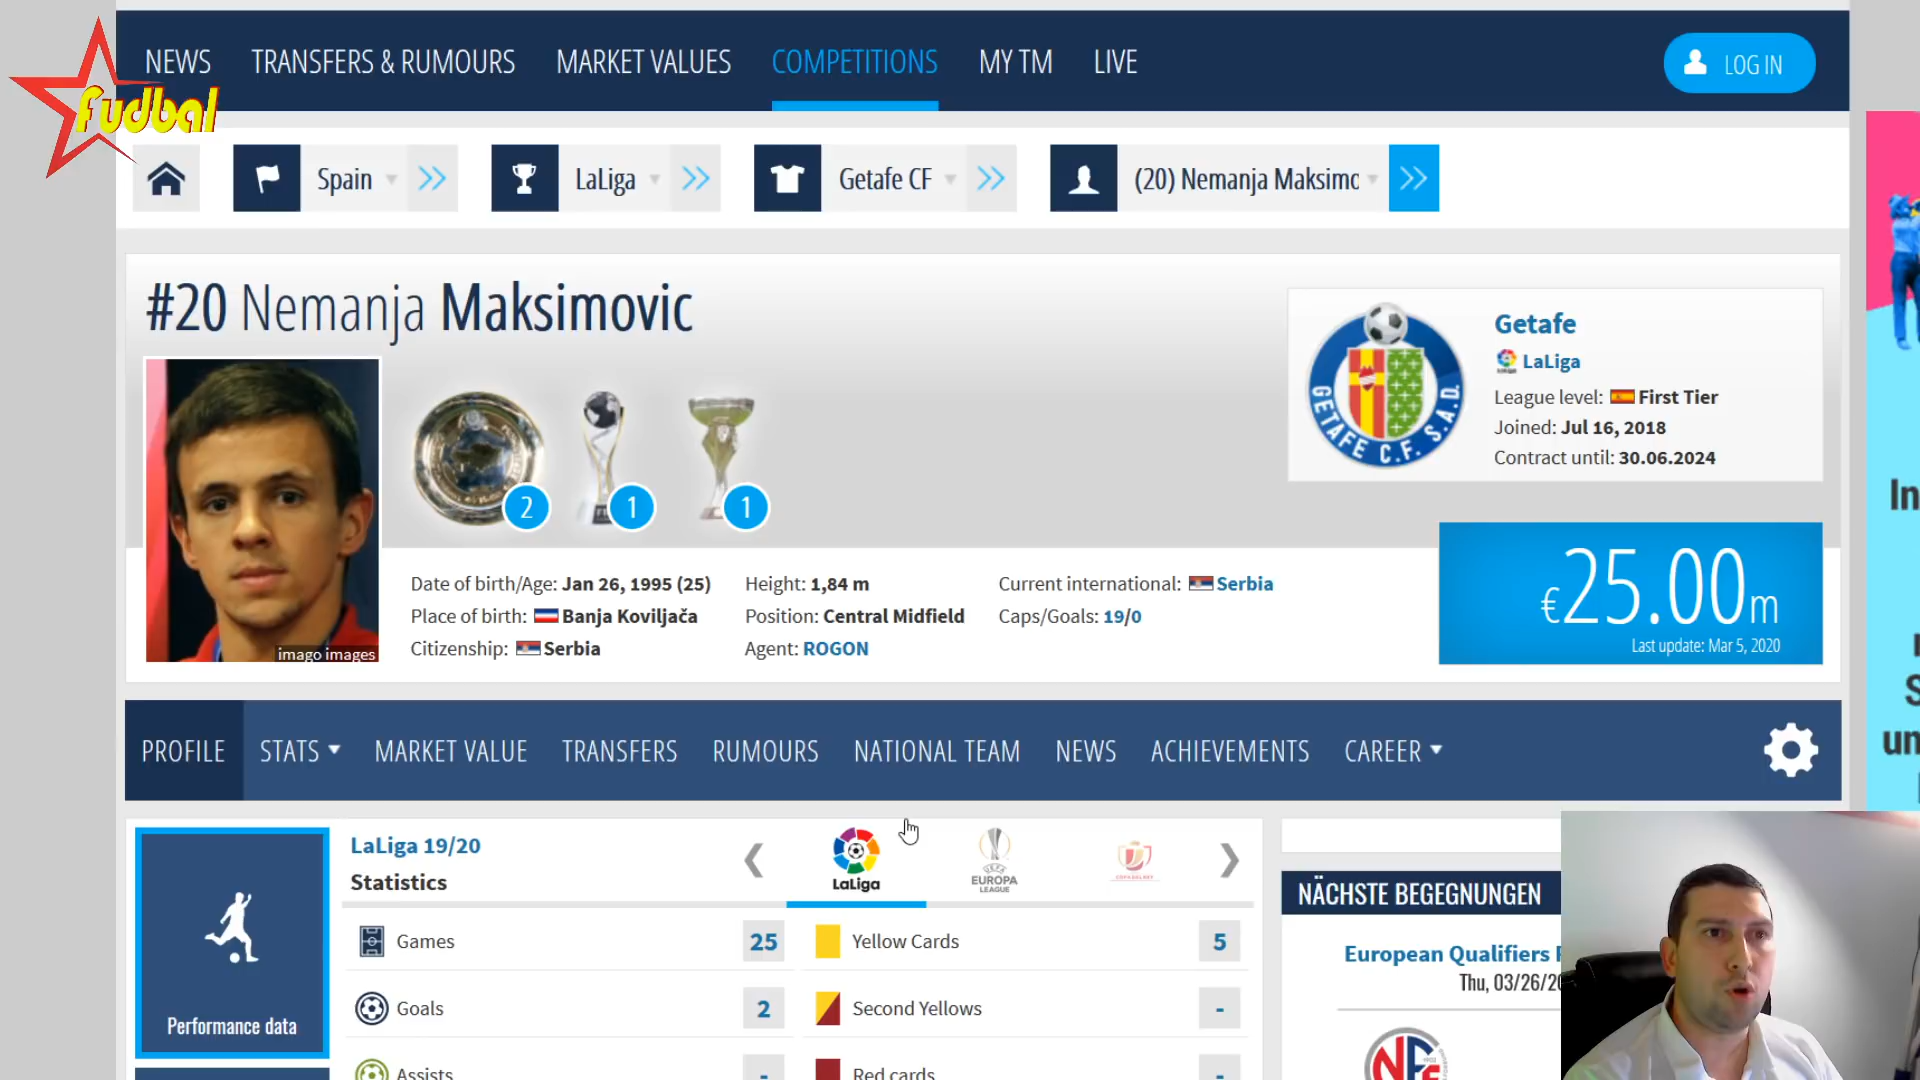 fudbal
NEWS TRANSFERS & RUMOURS MARKET VALUES COMPETITIONS MY TM LIVE
LOG IN
Spain
LaLiga
Getafe CF
(20) Nemanja Maksimo
#20 Nemanja Maksimovic
Getafe
LaLiga
League level: First Tier
Joined: Jul 16, 2018
Contract until: 30.06.2024
GETAFE C.F. S.A.D.
2
1
1
imago images
Date of birth/Age: Jan 26, 1995 (25)
Place of birth: Banja Koviljača
Citizenship: Serbia
Height: 1,84 m
Position: Central Midfield
Agent: ROGON
Current international: Serbia
Caps/Goals: 19/0
€25.00m
Last update: Mar 5, 2020
In
PROFILE STATS MARKET VALUE TRANSFERS RUMOURS NATIONAL TEAM NEWS ACHIEVEMENTS CAREER
Performance data
LaLiga 19/20
Statistics
LaLiga
UEFA
EUROPA
LEAGUE
Games 25
Yellow Cards 5
Goals 2
Second Yellows -
Assists -
Red cards -
NÄCHSTE BEGEGNUNGEN
European Qualifiers
Thu, 03/26/20
NF